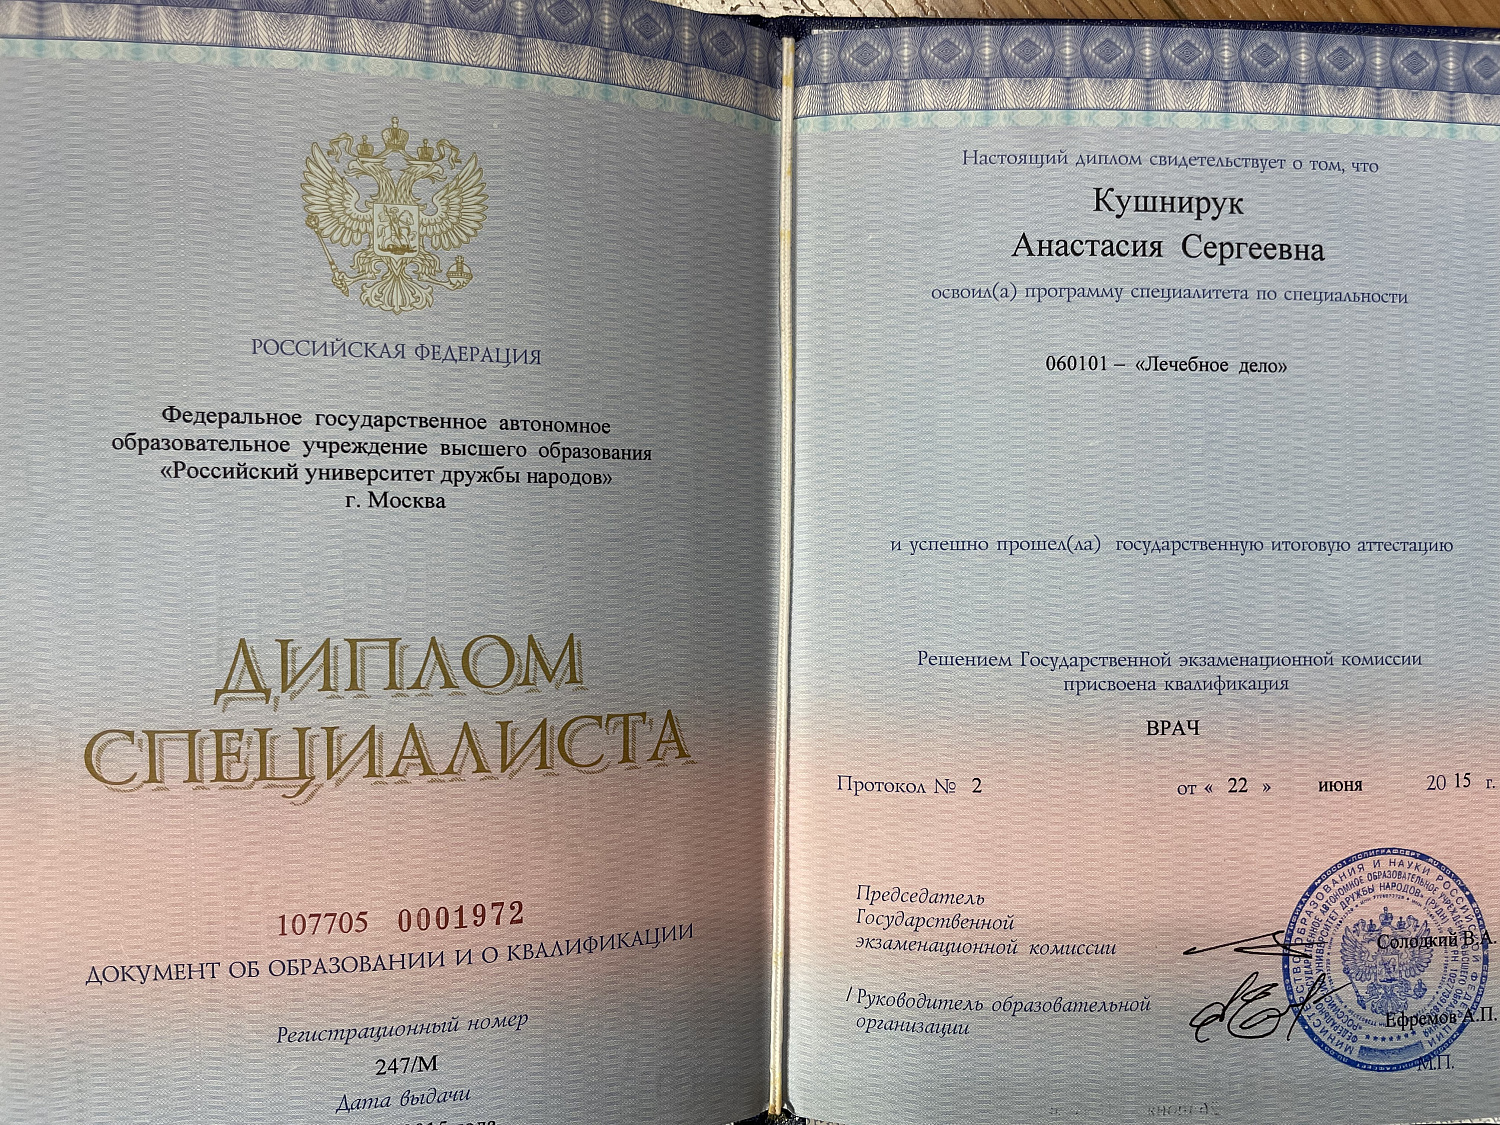 РОССИЙСКАЯ ФЕДЕРАЦИЯ
Федеральное государственное автономное
образовательное учреждение высшего образования
«Российский университет дружбы народов»
г. Москва
ДИПЛОМ
СПЕЦИАЛИСТА
107705 0001972
ДОКУМЕНТ ОБ ОБРАЗОВАНИИ И О КВАЛИФИКАЦИИ
Регистрационный номер
247/М
Дата выдачи
Настоящий диплом свидетельствует о том, что
Кушнирук
Анастасия Сергеевна
освоил(а) программу специалитета по специальности
060101 – «Лечебное дело»
и успешно прошел(ла) государственную итоговую аттестацию
Решением Государственной экзаменационной комиссии
присвоена квалификация
ВРАЧ
Протокол № 2 от « 22 » июня 20 15 г.
Председатель
Государственной
экзаменационной комиссии
Солодкий В.А.
/ Руководитель образовательной
организации
Ефремов А.П.
М.П.